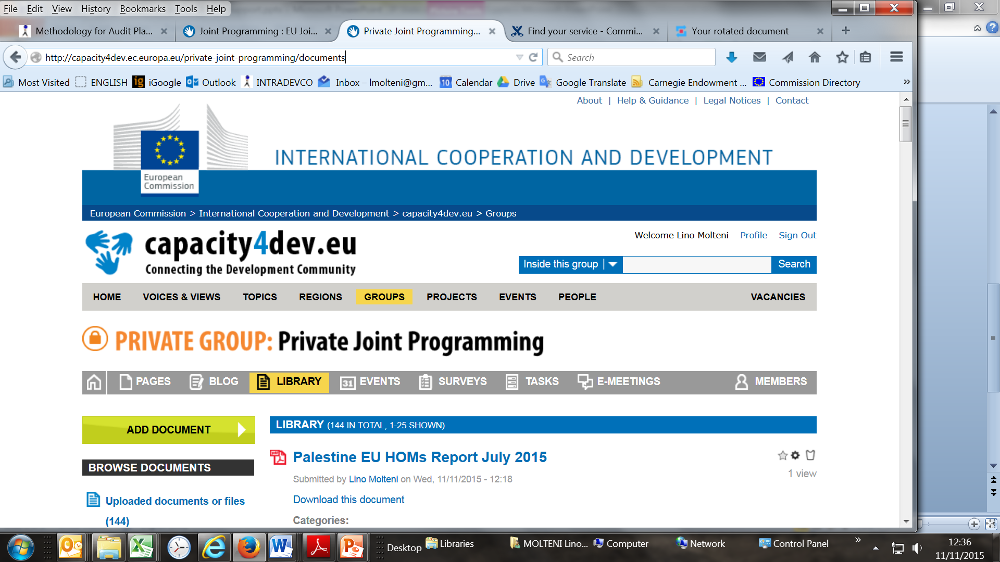 File Edit View History Bookmarks Tools Help
Methodology for Audit Pla...
Joint Programming : EU Joi...
Private Joint Programming...
Find your service - Commi...
Your rotated document
http://capacity4dev.ec.europa.eu/private-joint-programming/documents
Search
Most Visited ENGLISH iGoogle Outlook INTRADEVCO Inbox – lmolteni@gm... Calendar Drive Google Translate Carnegie Endowment ... Commission Directory
About | Help & Guidance | Legal Notices | Contact
INTERNATIONAL COOPERATION AND DEVELOPMENT
European
Commission
European Commission > International Cooperation and Development > capacity4dev.eu > Groups
capacity4dev.eu
Connecting the Development Community
Welcome Lino Molteni Profile Sign Out
Inside this group Search
HOME VOICES & VIEWS TOPICS REGIONS GROUPS PROJECTS EVENTS PEOPLE VACANCIES
PRIVATE GROUP: Private Joint Programming
PAGES BLOG LIBRARY 31 EVENTS SURVEYS TASKS E-MEETINGS MEMBERS
ADD DOCUMENT
LIBRARY (144 IN TOTAL, 1-25 SHOWN)
Palestine EU HOMs Report July 2015
1 view
BROWSE DOCUMENTS
Submitted by Lino Molteni on Wed, 11/11/2015 - 12:18
Uploaded documents or files
(144)
Download this document
Categories:
Desktop Libraries MOLTENI Lino... Computer Network Control Panel
12:36
11/11/2015